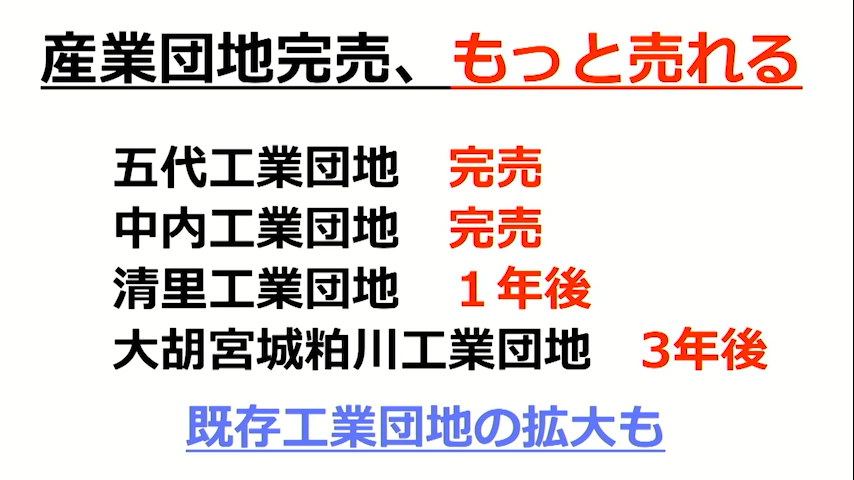 産業団地完売、もっと売れる
五代工業団地　完売
中内工業団地　完売
清里工業団地　１年後
大胡宮城粕川工業団地　3年後
既存工業団地の拡大も